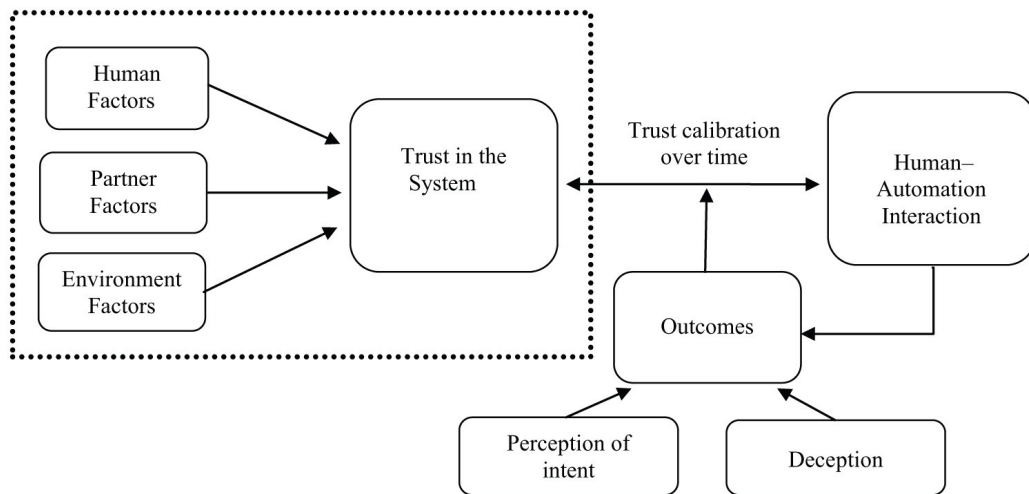 Human
Factors
Partner
Factors
Environment
Factors
Trust in the
System
Trust calibration
over time
Human–
Automation
Interaction
Outcomes
Perception of
intent
Deception